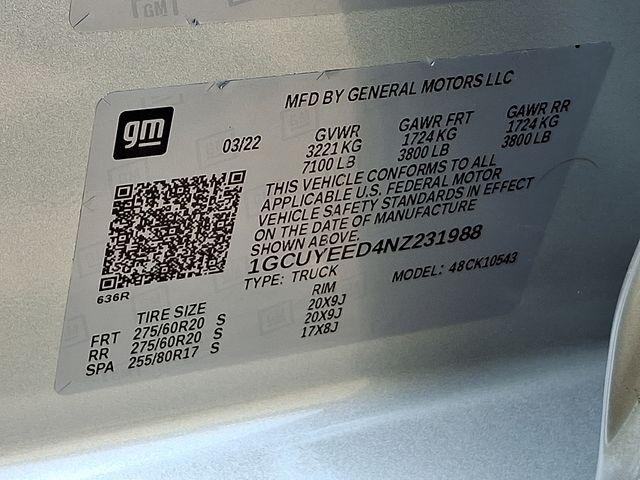 GM
gm
MFD BY GENERAL MOTORS LLC
03/22
GVWR GAWR FRT GAWR RR
3221 KG 1724 KG 1724 KG
7100 LB 3800 LB 3800 LB
THIS VEHICLE CONFORMS TO ALL
APPLICABLE U.S. FEDERAL MOTOR
VEHICLE SAFETY STANDARDS IN EFFECT
ON THE DATE OF MANUFACTURE
SHOWN ABOVE.
1GCUYEED4NZ231988
TYPE: TRUCK MODEL: 48CK10543
636R
TIRE SIZE RIM
FRT 275/60R20 S 20X9J
RR 275/60R20 S 20X9J
SPA 255/80R17 S 17X8J